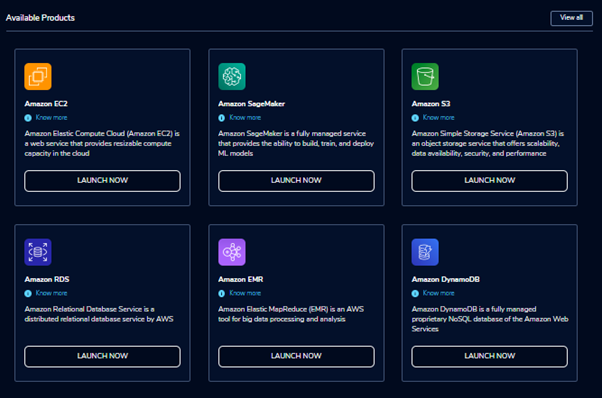 Available Products
View all
Amazon EC2
Know more
Amazon Elastic Compute Cloud (Amazon EC2) is
a web service that provides resizable compute
capacity in the cloud
LAUNCH NOW
Amazon SageMaker
Know more
Amazon SageMaker is a fully managed service
that provides the ability to build, train, and deploy
ML models
LAUNCH NOW
Amazon S3
Know more
Amazon Simple Storage Service (Amazon S3) is
an object storage service that offers scalability,
data availability, security, and performance
LAUNCH NOW
Amazon RDS
Know more
Amazon Relational Database Service is a
distributed relational database service by AWS
LAUNCH NOW
Amazon EMR
Know more
Amazon Elastic MapReduce (EMR) is an AWS
tool for big data processing and analysis
LAUNCH NOW
Amazon DynamoDB
Know more
Amazon DynamoDB is a fully managed
proprietary NoSQL database of the Amazon Web
Services
LAUNCH NOW